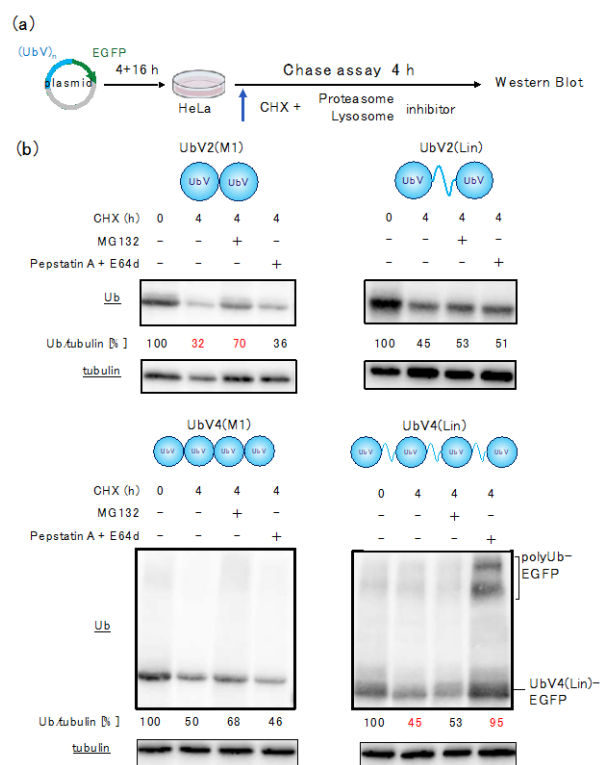 (a)
(UbV)n EGFP
plasmid
4+16 h
HeLa
Chase assay 4 h
CHX + Proteasome Lysosome inhibitor
Western Blot
(b)
UbV2(M1)
UbV UbV
CHX (h) 0 4 4 4
MG132 – – + –
Pepstatin A + E64d – – – +
Ub
Ub/tubulin [%] 100 32 70 36
tubulin
UbV2(Lin)
UbV UbV
0 4 4 4
– – + –
– – – +
100 45 53 51
UbV4(M1)
UbV UbV UbV UbV
CHX (h) 0 4 4 4
MG132 – – + –
Pepstatin A + E64d – – – +
Ub
Ub/tubulin [%] 100 50 68 46
tubulin
UbV4(Lin)
UbV UbV UbV UbV
0 4 4 4
– – + –
– – – +
polyUb–
EGFP
UbV4(Lin)–
EGFP
100 45 53 95